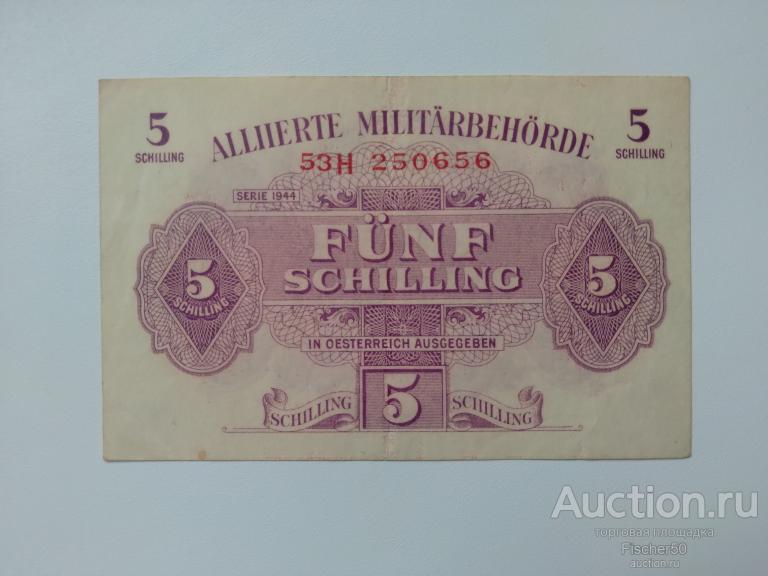 5
SCHILLING
ALLIIERTE MILITÄRBEHÖRDE
5
SCHILLING
53H 250656
SERIE 1944
FÜNF
SCHILLING
5
SCHILLING
5
SCHILLING
IN OESTERREICH AUSGEGEBEN
SCHILLING 5 SCHILLING
Auction.ru
торговая площадка
Fischer50
auction.ru